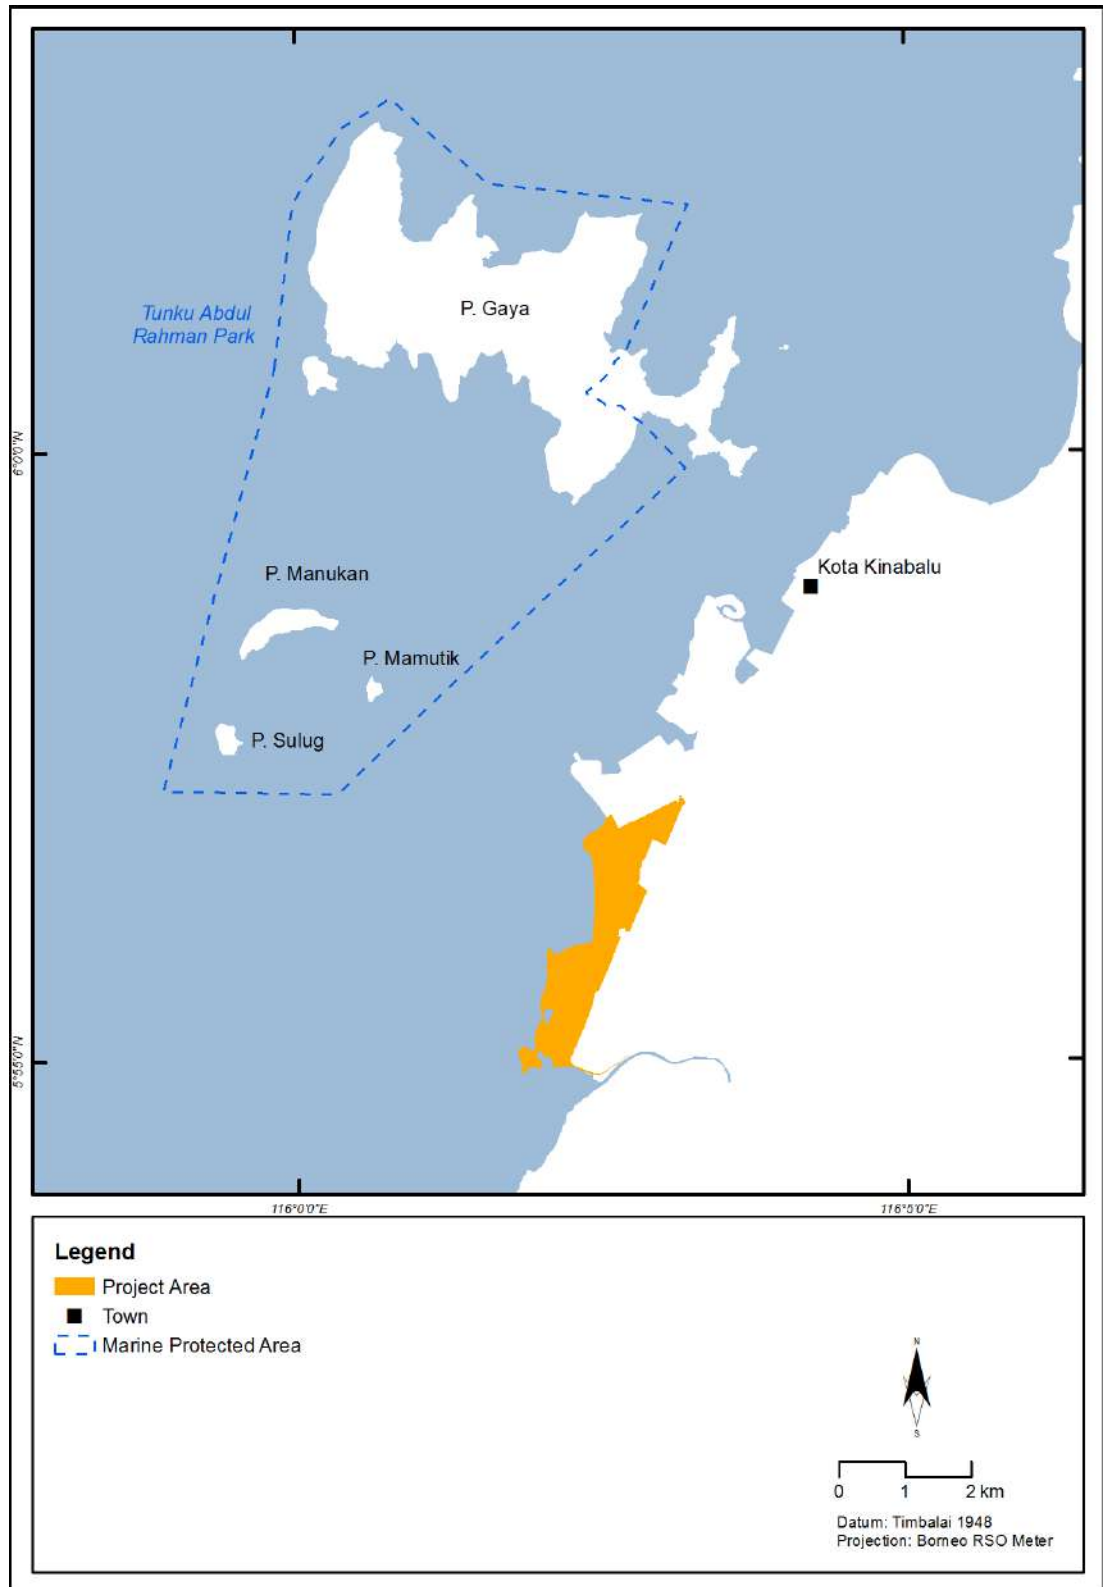 Tunku Abdul
Rahman Park
P. Gaya
6°0'0"N
P. Manukan
Kota Kinabalu
P. Mamutik
P. Sulug
5°55'0"N
116°0'0"E
116°5'0"E
Legend
Project Area
Town
Marine Protected Area
N
S
0 1 2 km
Datum: Timbalai 1948
Projection: Borneo RSO Meter